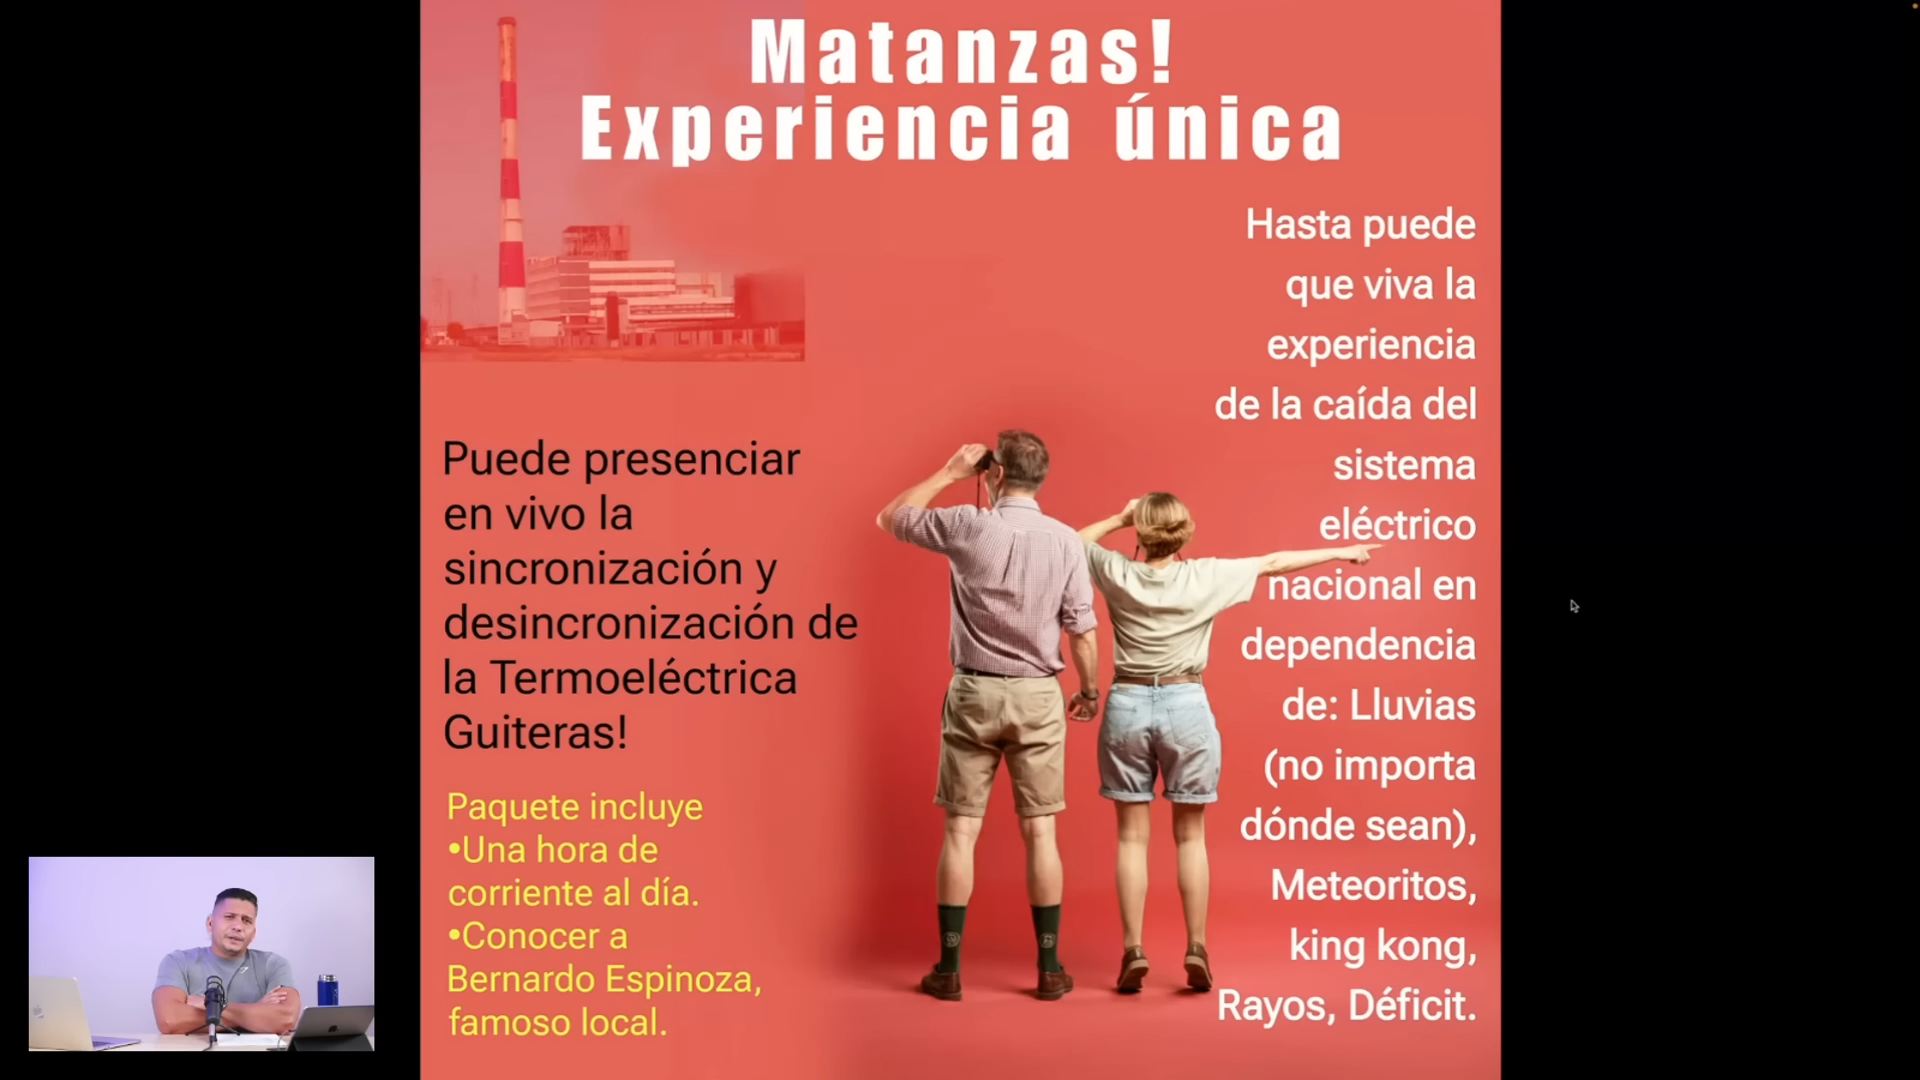 Matanzas!
Experiencia única
Hasta puede
que viva la
experiencia
de la caída del
sistema
eléctrico
nacional en
dependencia
de: Lluvias
(no importa
dónde sean),
Meteoritos,
king kong,
Rayos, Déficit.
Puede presenciar
en vivo la
sincronización y
desincronización de
la Termoeléctrica
Guiteras!
Paquete incluye
•Una hora de
corriente al día.
•Conocer a
Bernardo Espinoza,
famoso local.